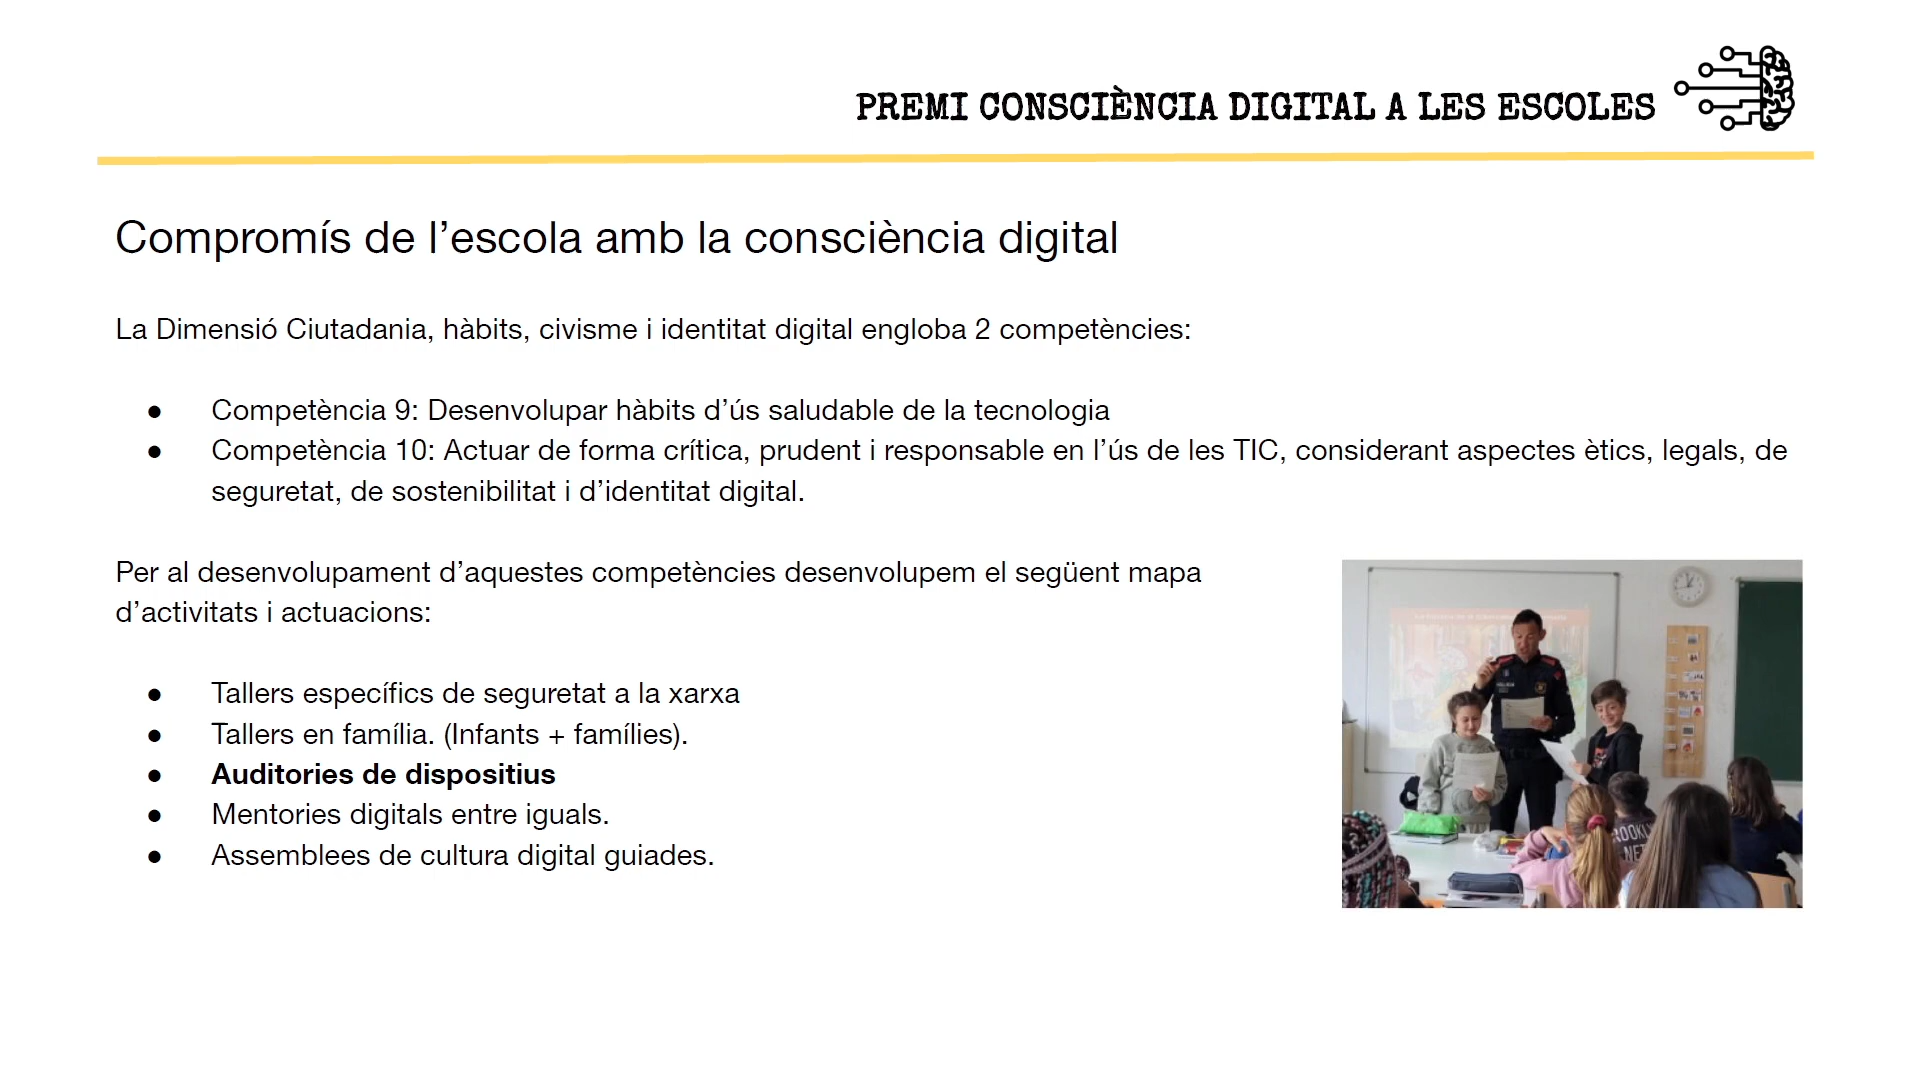 PREMI CONSCIÈNCIA DIGITAL A LES ESCOLES
Compromís de l’escola amb la consciència digital
La Dimensió Ciutadania, hàbits, civisme i identitat digital engloba 2 competències:
● Competència 9: Desenvolupar hàbits d’ús saludable de la tecnologia
● Competència 10: Actuar de forma crítica, prudent i responsable en l’ús de les TIC, considerant aspectes ètics, legals, de
seguretat, de sostenibilitat i d’identitat digital.
Per al desenvolupament d’aquestes competències desenvolupem el següent mapa
d’activitats i actuacions:
● Tallers específics de seguretat a la xarxa
● Tallers en família. (Infants + famílies).
● Auditories de dispositius
● Mentories digitals entre iguals.
● Assemblees de cultura digital guiades.